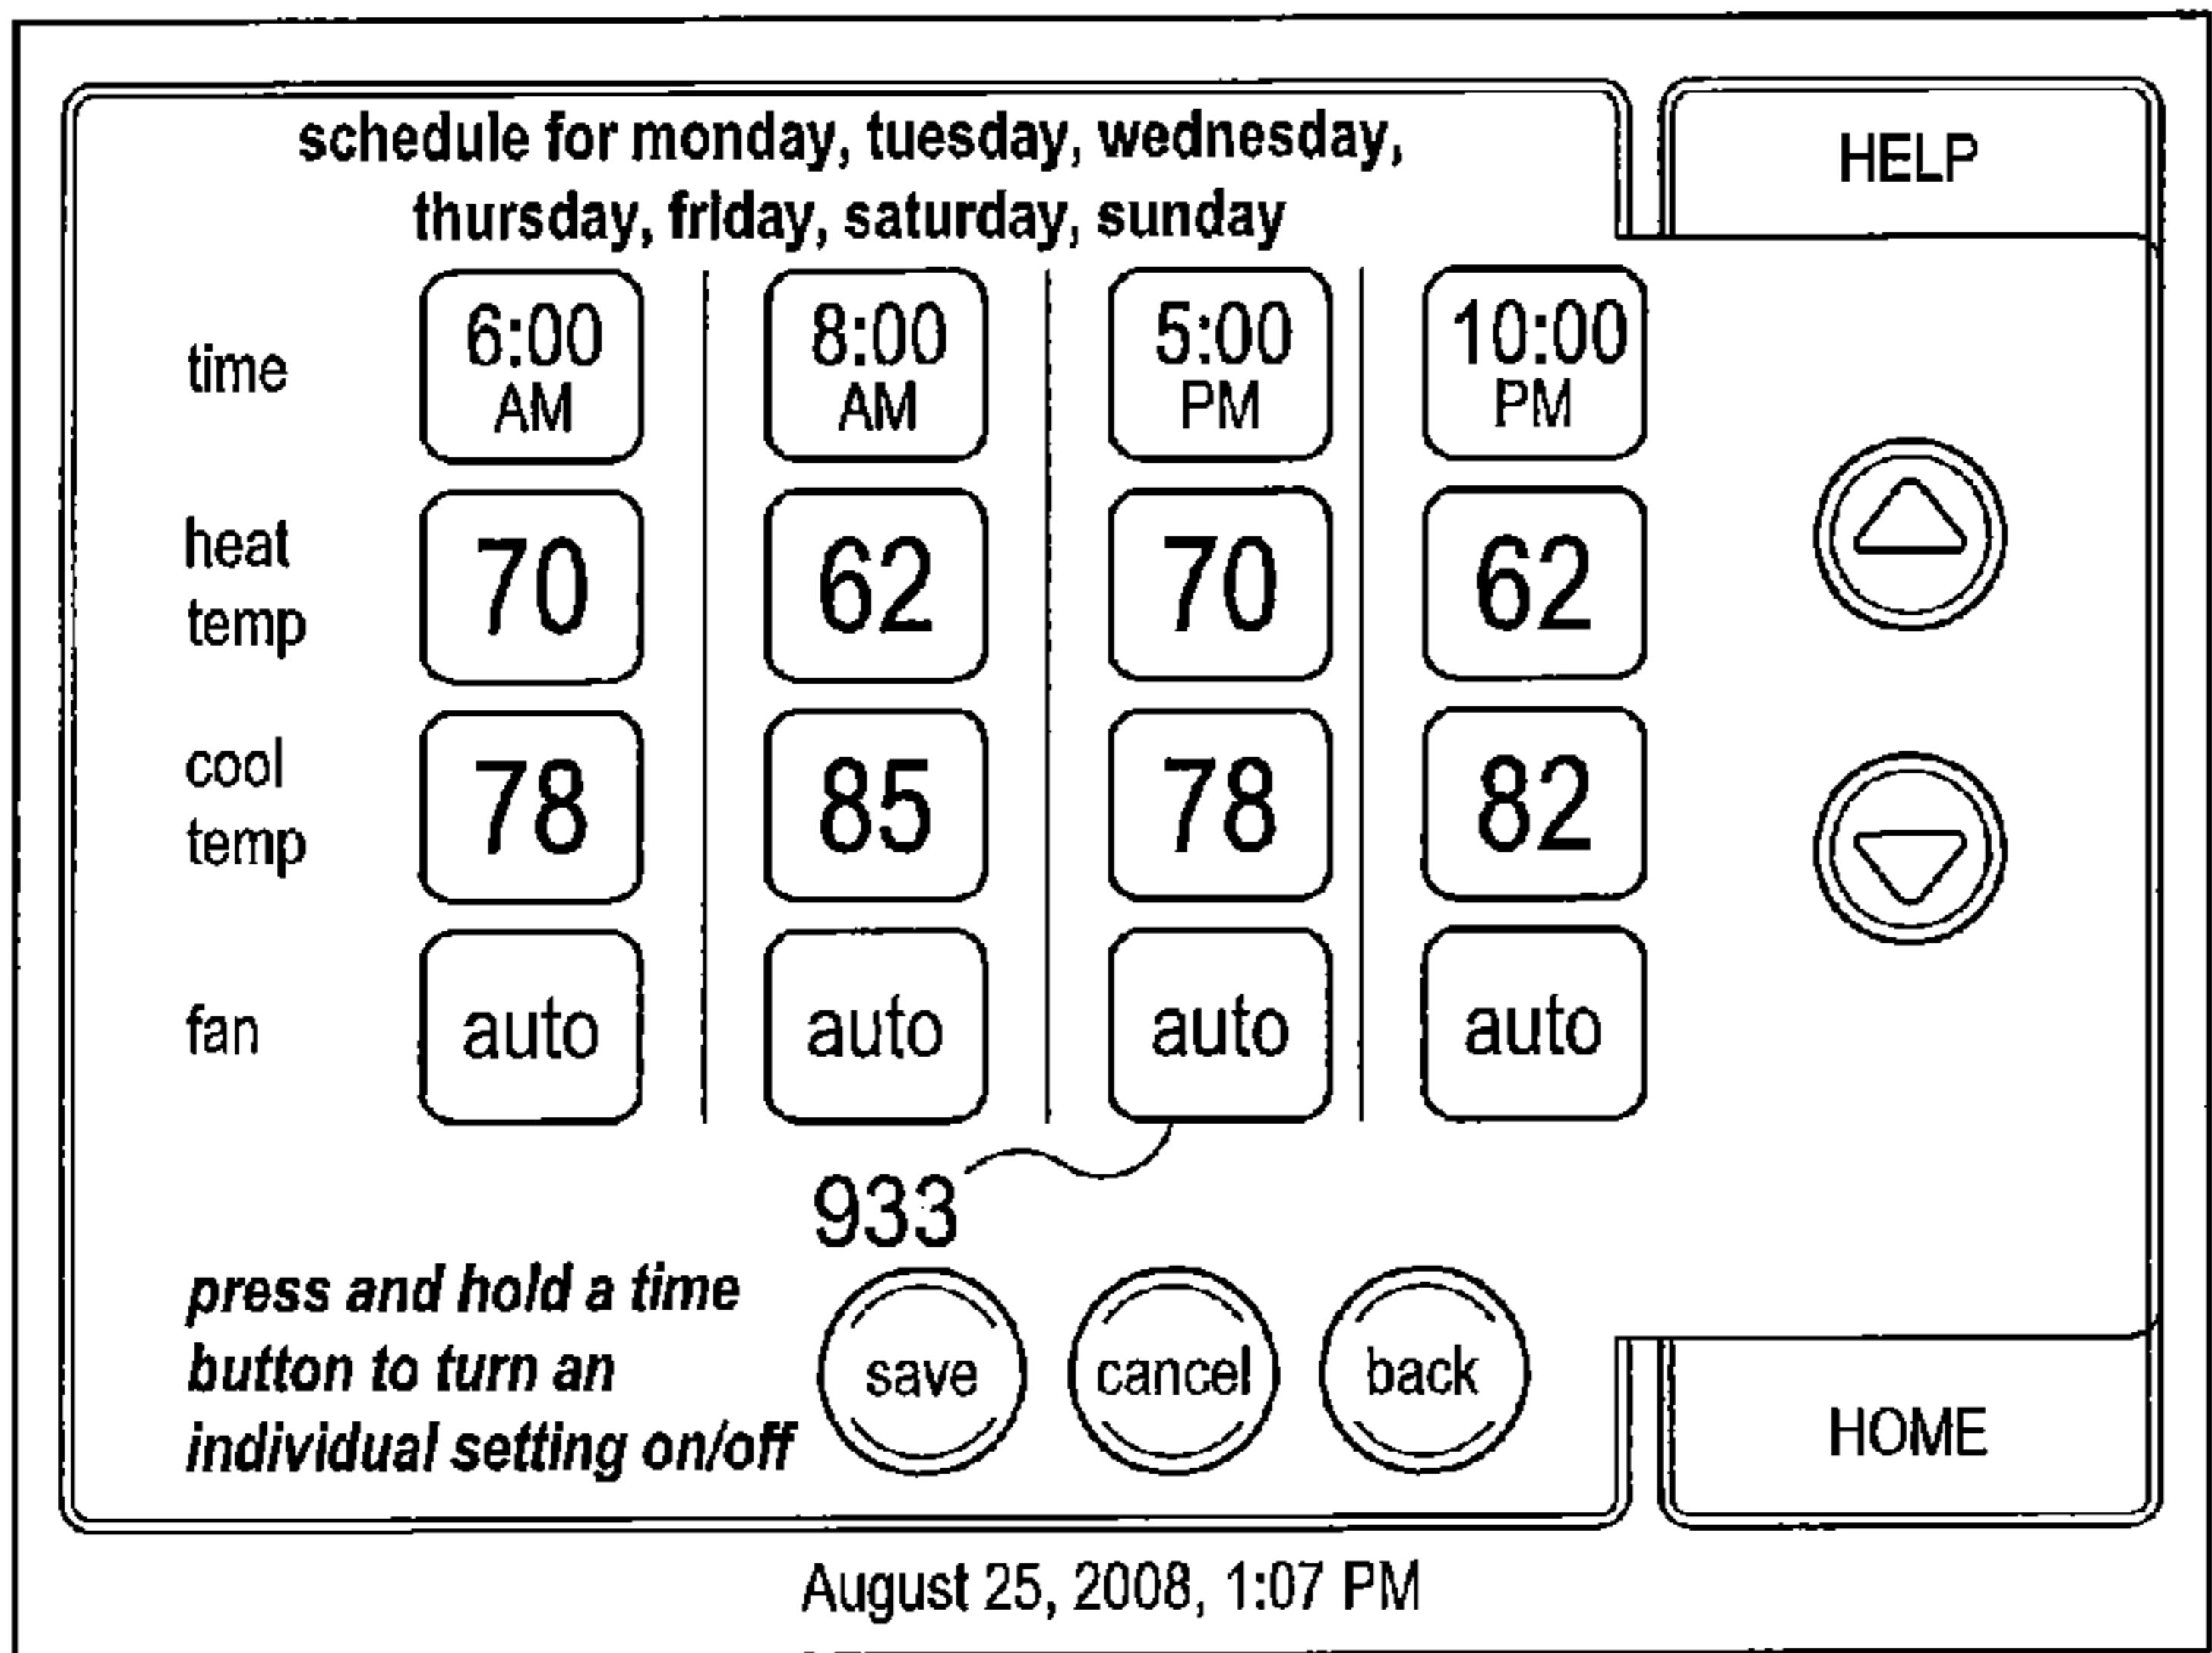 schedule for monday, tuesday, wednesday,
thursday, friday, saturday, sunday
HELP
time
6:00 AM
8:00 AM
5:00 PM
10:00 PM
heat temp
70
62
70
62
cool temp
78
85
78
82
fan
auto
auto
auto
auto
933
press and hold a time
button to turn an
individual setting on/off
save
cancel
back
HOME
August 25, 2008, 1:07 PM